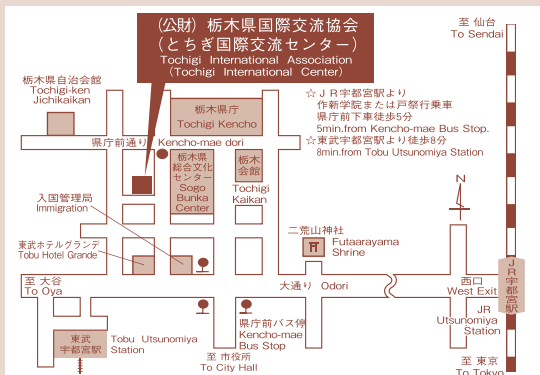 （公財）栃木県国際交流協会
（とちぎ国際交流センター）
Tochigi International Association
(Tochigi International Center)
至 仙台
To Sendai
栃木県自治会館
Tochigi-ken
Jichikaikan
栃木県庁
Tochigi Kencho
☆ＪＲ宇都宮駅より
作新学院または戸祭行乗車
県庁前下車徒歩5分
5min.from Kencho-mae Bus Stop.
☆東武宇都宮駅より徒歩8分
8min.from Tobu Utsunomiya Station
県庁前通り Kencho-mae dori
栃木県
総合文化
センター
Sogo
Bunka
Center
栃木
会館
Tochigi
Kaikan
N
入国管理局
Immigration
二荒山神社
Futaarayama
Shrine
東武ホテルグランデ
Tobu Hotel Grande
至 大谷
To Oya
大通り Odori
西口
West Exit
ＪＲ宇都宮駅
JR
Utsunomiya
Station
県庁前バス停
Kencho-mae
Bus Stop
東武
宇都宮駅
Tobu Utsunomiya
Station
至 市役所
To City Hall
至 東京
To Tokyo